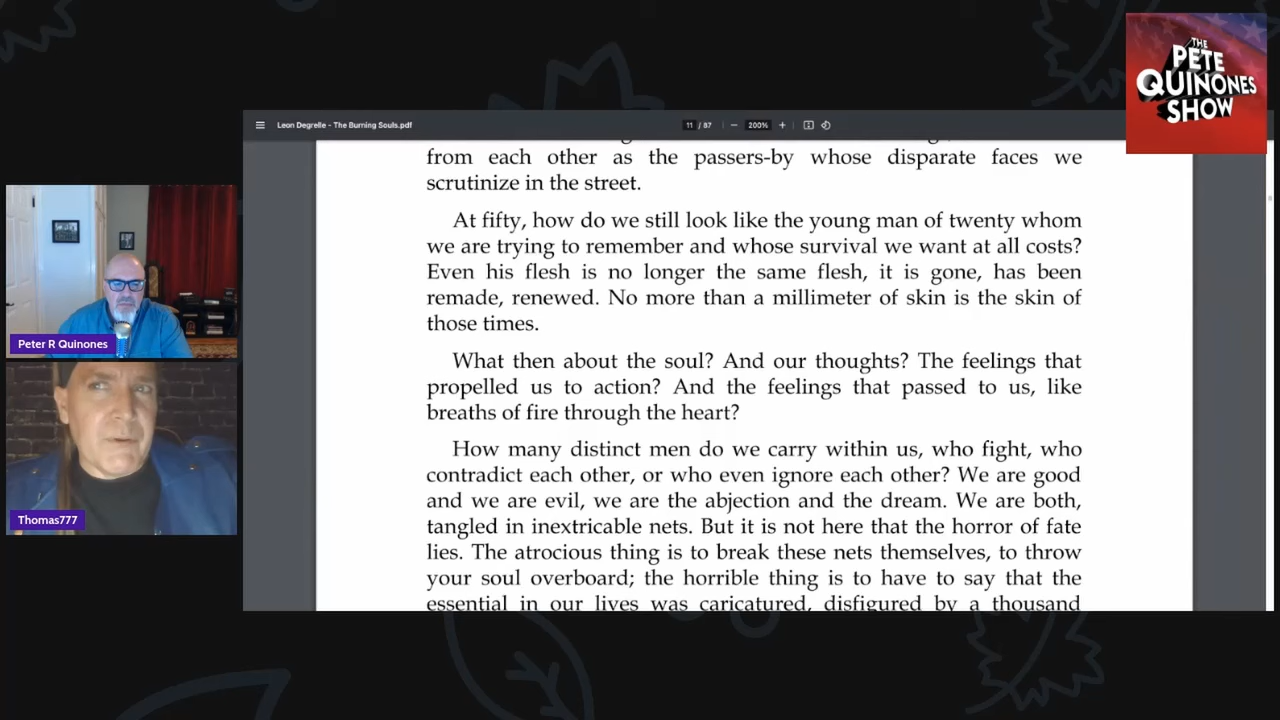 THE
PETE
QUINONES
SHOW
Leon Degrelle - The Burning Souls.pdf
11 / 87
200%
from each other as the passers-by whose disparate faces we
scrutinize in the street.
At fifty, how do we still look like the young man of twenty whom
we are trying to remember and whose survival we want at all costs?
Even his flesh is no longer the same flesh, it is gone, has been
remade, renewed. No more than a millimeter of skin is the skin of
those times.
What then about the soul? And our thoughts? The feelings that
propelled us to action? And the feelings that passed to us, like
breaths of fire through the heart?
How many distinct men do we carry within us, who fight, who
contradict each other, or who even ignore each other? We are good
and we are evil, we are the abjection and the dream. We are both,
tangled in inextricable nets. But it is not here that the horror of fate
lies. The atrocious thing is to break these nets themselves, to throw
your soul overboard; the horrible thing is to have to say that the
essential in our lives was caricatured, disfigured by a thousand
Peter R Quinones
Thomas777